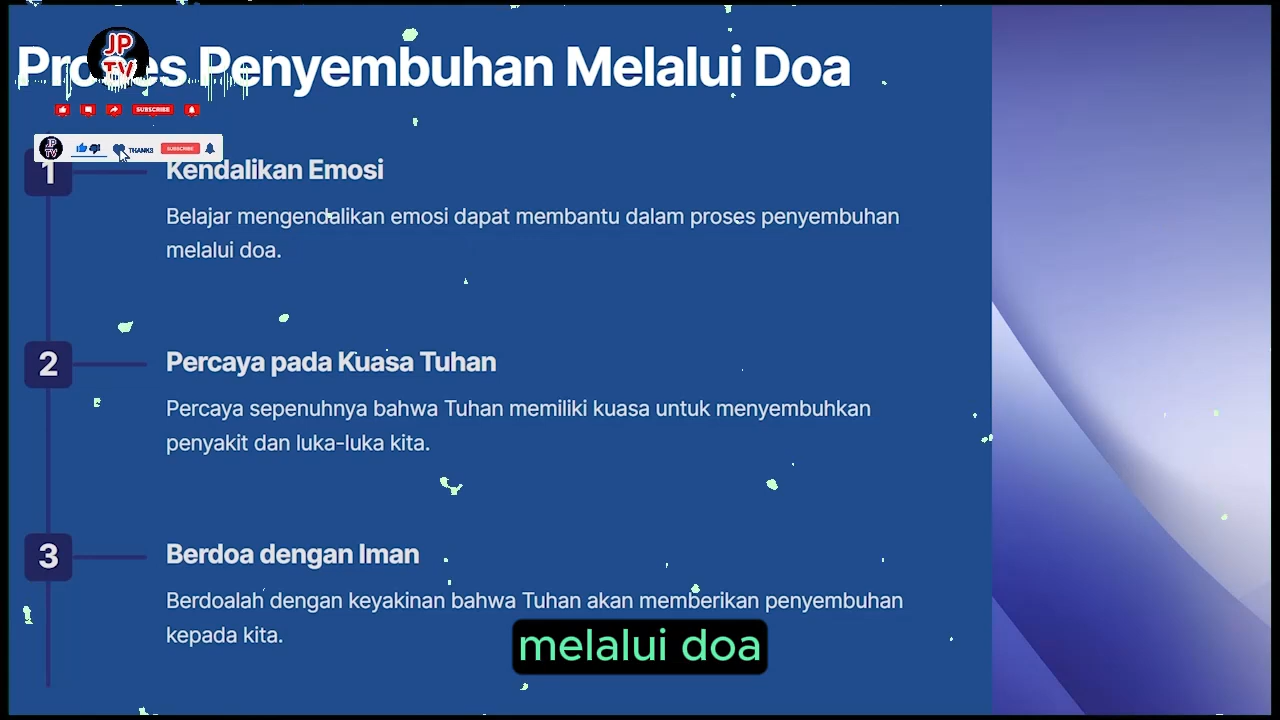 Proses Penyembuhan Melalui Doa
JP
TV
SUBSCRIBE
JP
TV
THANKS
SUBSCRIBE
1
Kendalikan Emosi
Belajar mengendalikan emosi dapat membantu dalam proses penyembuhan
melalui doa.
2
Percaya pada Kuasa Tuhan
Percaya sepenuhnya bahwa Tuhan memiliki kuasa untuk menyembuhkan
penyakit dan luka-luka kita.
3
Berdoa dengan Iman
Berdoalah dengan keyakinan bahwa Tuhan akan memberikan penyembuhan
kepada kita.
melalui doa